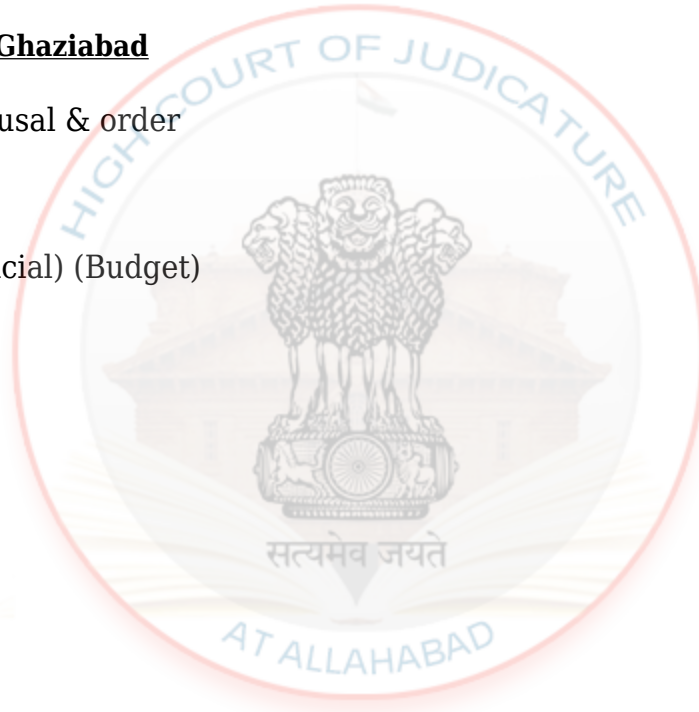 Ghaziabad
usal & order
cial) (Budget)
HIGH COURT OF JUDICATURE
सत्यमेव जयते
AT ALLAHABAD